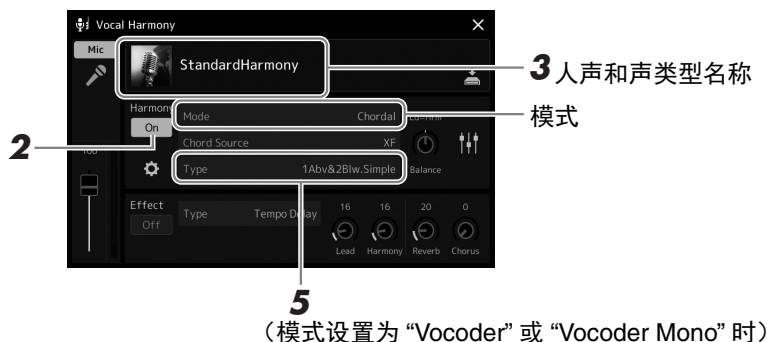 Vocal Harmony
Mic
StandardHarmony
3 人声和声类型名称
Harmony
On
Mode Chordal
模式
2
Chord Source XF
Type 1Abv&2Blw.Simple
Balance
Effect
Off
Type Tempo Delay
16 16 20 0
Lead Harmony Reverb Chorus
5
（模式设置为 “Vocoder” 或 “Vocoder Mono” 时）